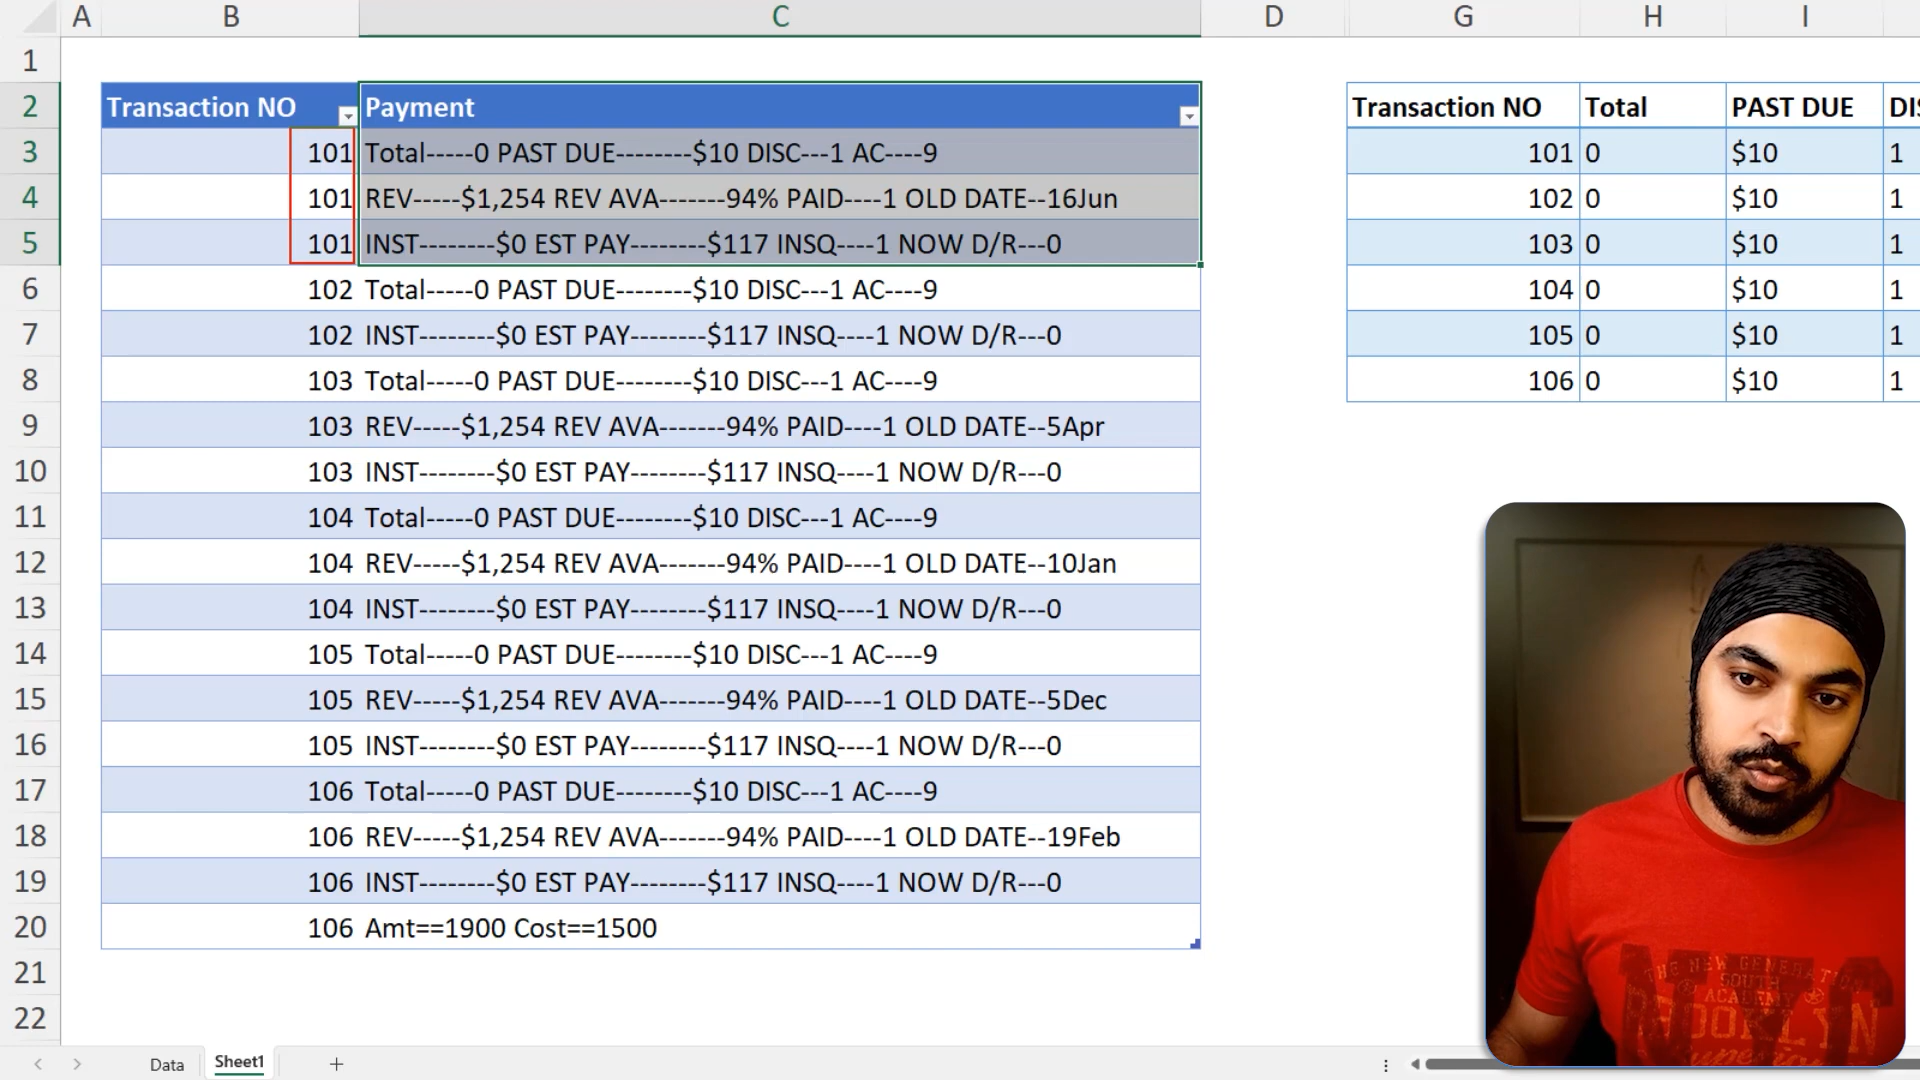 A B C D G H I
1
2 Transaction NO Payment Transaction NO Total PAST DUE DIS
3 101 Total-----0 PAST DUE--------$10 DISC---1 AC----9 101 0 $10 1
4 101 REV-----$1,254 REV AVA-------94% PAID----1 OLD DATE--16Jun 102 0 $10 1
5 101 INST--------$0 EST PAY--------$117 INSQ----1 NOW D/R---0 103 0 $10 1
6 102 Total-----0 PAST DUE--------$10 DISC---1 AC----9 104 0 $10 1
7 102 INST--------$0 EST PAY--------$117 INSQ----1 NOW D/R---0 105 0 $10 1
8 103 Total-----0 PAST DUE--------$10 DISC---1 AC----9 106 0 $10 1
9 103 REV-----$1,254 REV AVA-------94% PAID----1 OLD DATE--5Apr
10 103 INST--------$0 EST PAY--------$117 INSQ----1 NOW D/R---0
11 104 Total-----0 PAST DUE--------$10 DISC---1 AC----9
12 104 REV-----$1,254 REV AVA-------94% PAID----1 OLD DATE--10Jan
13 104 INST--------$0 EST PAY--------$117 INSQ----1 NOW D/R---0
14 105 Total-----0 PAST DUE--------$10 DISC---1 AC----9
15 105 REV-----$1,254 REV AVA-------94% PAID----1 OLD DATE--5Dec
16 105 INST--------$0 EST PAY--------$117 INSQ----1 NOW D/R---0
17 106 Total-----0 PAST DUE--------$10 DISC---1 AC----9
18 106 REV-----$1,254 REV AVA-------94% PAID----1 OLD DATE--19Feb
19 106 INST--------$0 EST PAY--------$117 INSQ----1 NOW D/R---0
20 106 Amt==1900 Cost==1500
21
22
THE NEW GENERATION
SOUTH
ACADEMY
NYC
BROOKLYN
Data Sheet1